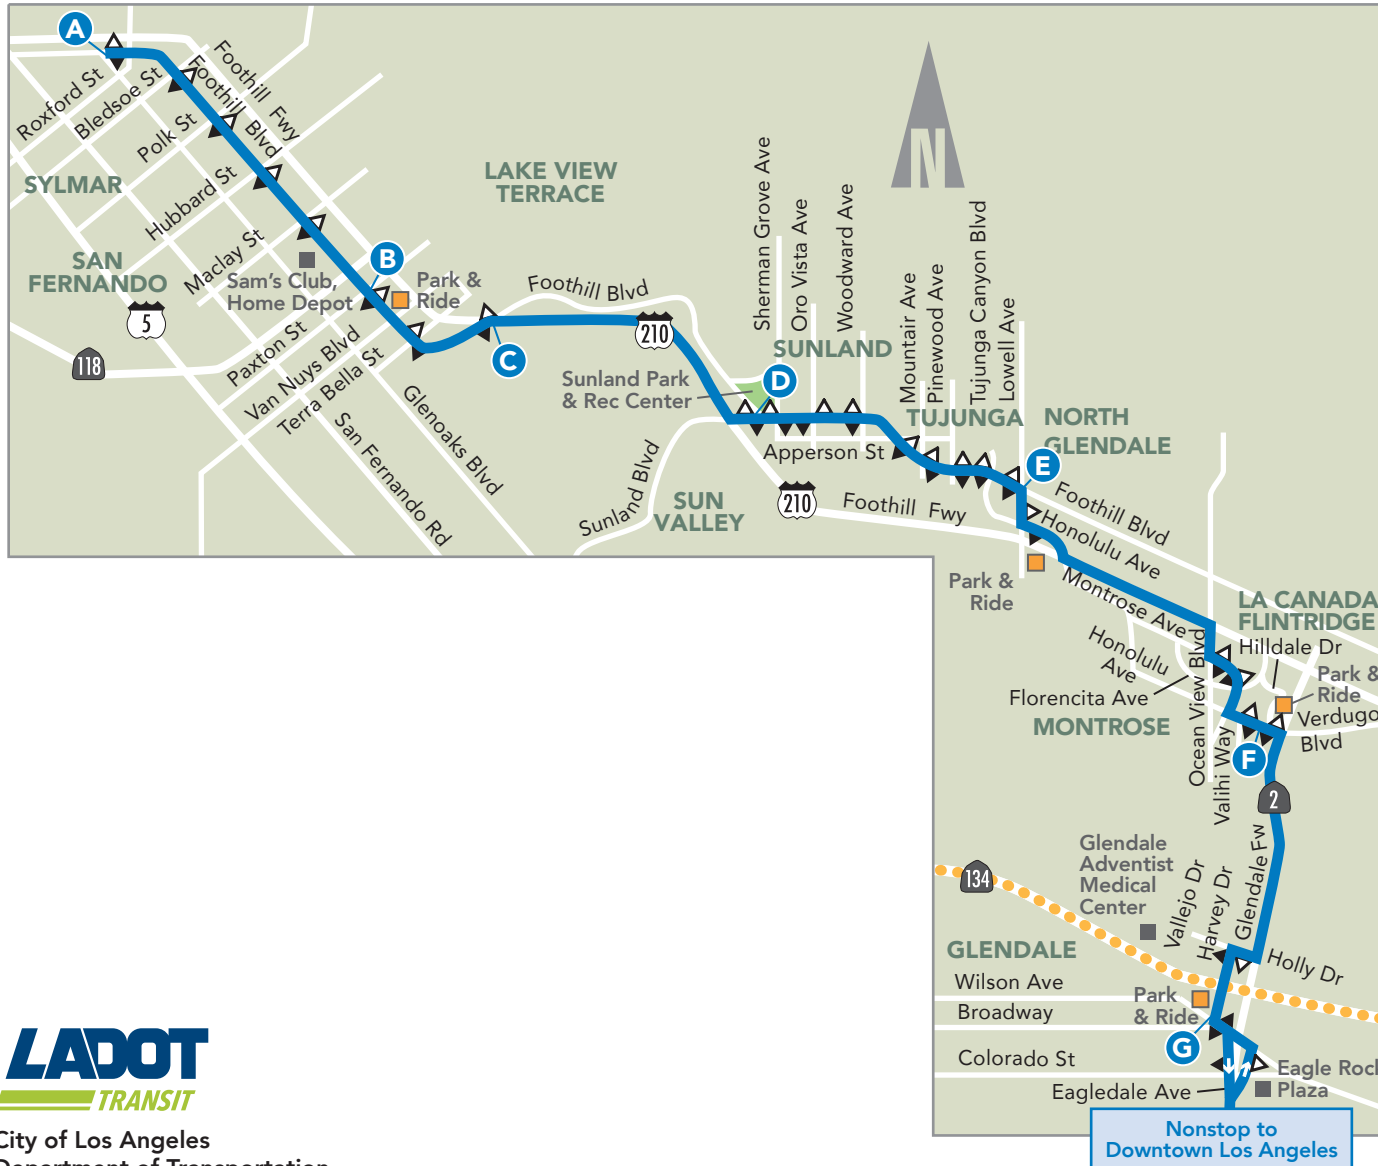 A
Roxford St
Bledsoe St
Polk St
Hubbard St
Maclay St
Foothill Fwy
Foothill Blvd
SYLMAR
SAN
FERNANDO
5
118
LAKE VIEW
TERRACE
B
Sam's Club,
Home Depot
Park &
Ride
Foothill Blvd
C
Paxton St
Van Nuys Blvd
Terra Bella St
San Fernando Rd
Glenoaks Blvd
210
N
Sherman Grove Ave
Oro Vista Ave
Woodward Ave
Mountair Ave
Pinewood Ave
Tujunga Canyon Blvd
Lowell Ave
SUNLAND
Sunland Park
& Rec Center
D
TUJUNGA
NORTH
GLENDALE
Apperson St
E
Sunland Blvd
SUN
VALLEY
210
Foothill Fwy
Foothill Blvd
Honolulu Ave
Park &
Ride
Montrose Ave
LA CANADA
FLINTRIDGE
Hilldale Dr
Honolulu
Ave
Florencita Ave
Park &
Ride
MONTROSE
Ocean View Blvd
Valihi Way
Verdugo
Blvd
F
2
Glendale
Adventist
Medical
Center
Vallejo Dr
Harvey Dr
Glendale Fw
134
GLENDALE
Holly Dr
Wilson Ave
Park
& Ride
Broadway
G
Colorado St
Eagle Rock
Plaza
Eagledale Ave
Nonstop to
Downtown Los Angeles
LADOT
TRANSIT
City of Los Angeles
Department of Transportation